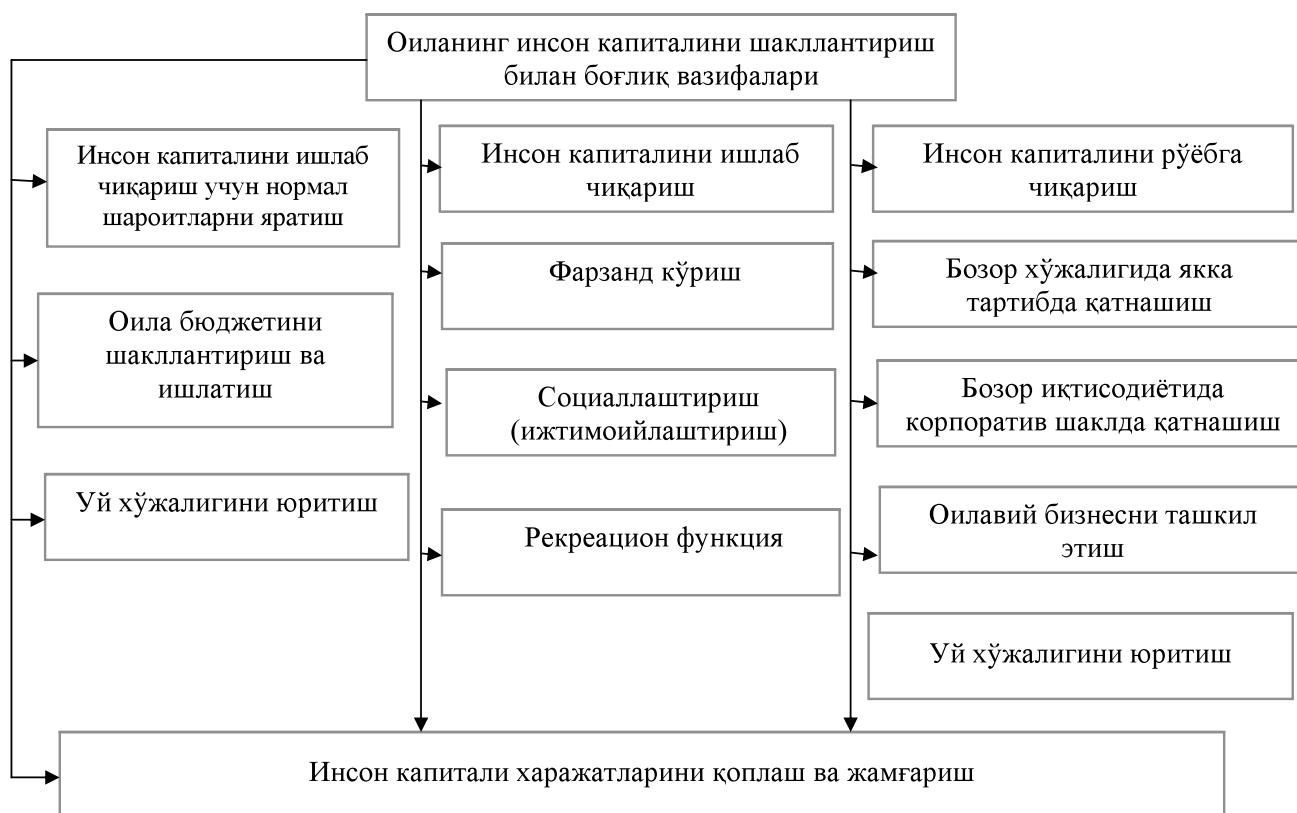 Оиланинг инсон капиталини шакллантириш
билан боғлиқ вазифалари
Инсон капиталини ишлаб
чиқариш учун нормал
шароитларни яратиш
Оила бюджетини
шакллантириш ва
ишлатиш
Уй хўжалигини юритиш
Инсон капиталини ишлаб
чиқариш
Фарзанд кўриш
Социаллаштириш
(ижтимоийлаштириш)
Рекреацион функция
Инсон капиталини рўёбга
чиқариш
Бозор хўжалигида якка
тартибда қатнашиш
Бозор иқтисодиётида
корпоратив шаклда қатнашиш
Оилавий бизнесни ташкил
этиш
Уй хўжалигини юритиш
Инсон капитали харажатларини қоплаш ва жамғариш